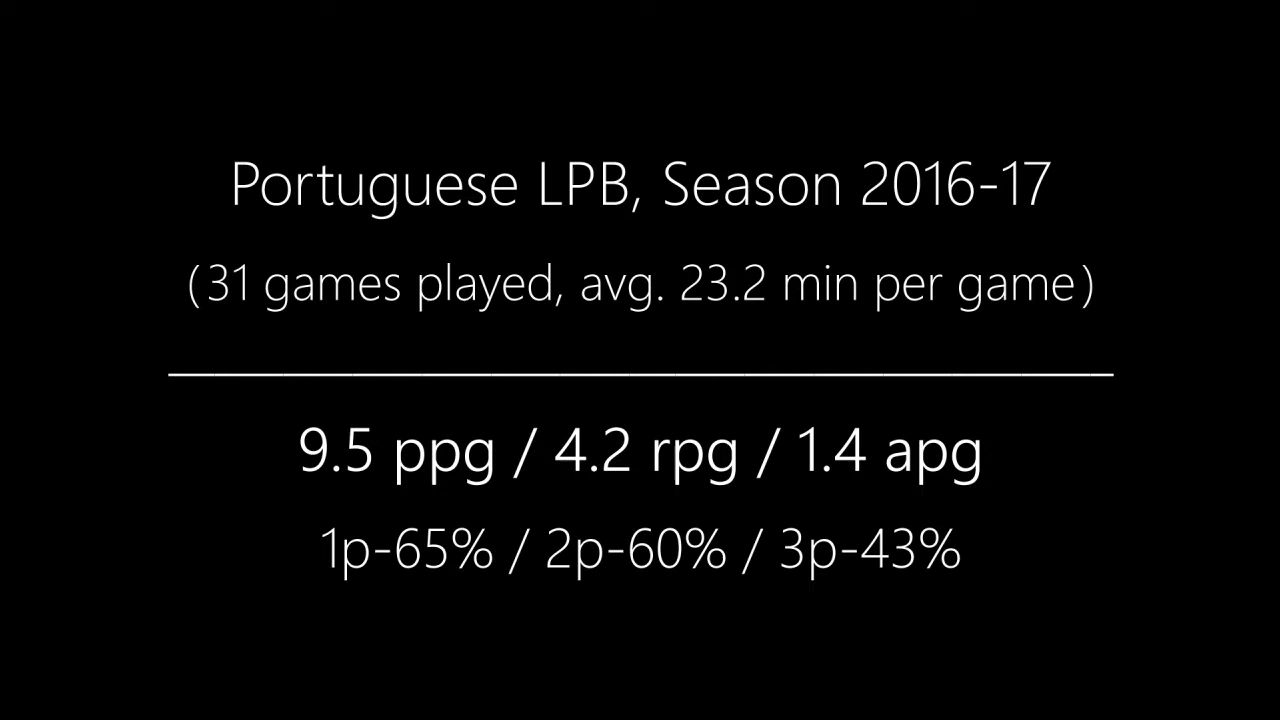 Portuguese LPB, Season 2016-17
(31 games played, avg. 23.2 min per game)
9.5 ppg / 4.2 rpg / 1.4 apg
1p-65% / 2p-60% / 3p-43%